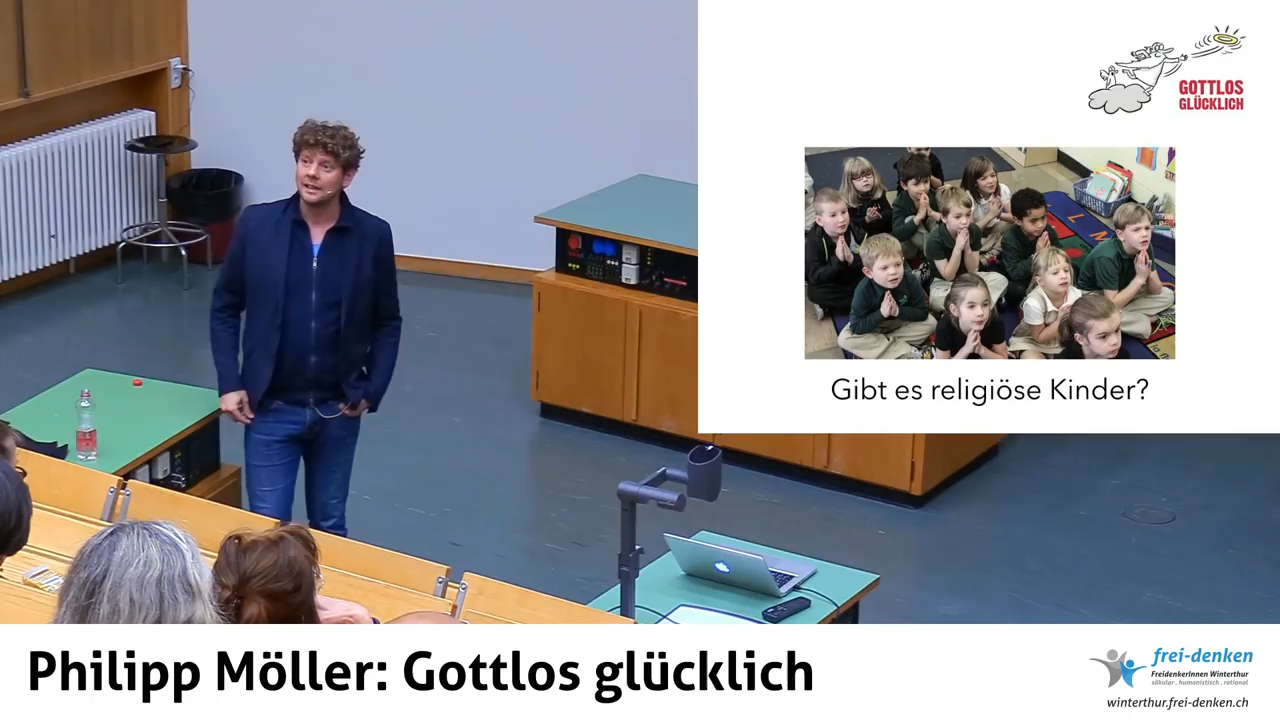 GOTTLOS
GLÜCKLICH
Gibt es religiöse Kinder?
Philipp Möller: Gottlos glücklich
frei-denken
FreidenkerInnen Winterthur
säkular . humanistisch . rational
winterthur.frei-denken.ch